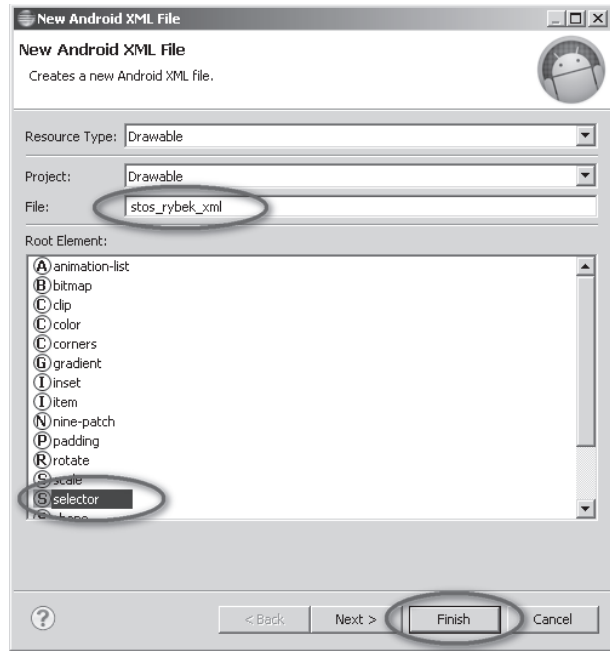 New Android XML File
New Android XML File
Creates a new Android XML file.
Resource Type: Drawable
Project: Drawable
File: stos_rybek_xml
Root Element:
A animation-list
B bitmap
C clip
C color
C corners
G gradient
I inset
I item
N nine-patch
P padding
R rotate
S scale
S selector
S shape
? < Back Next > Finish Cancel